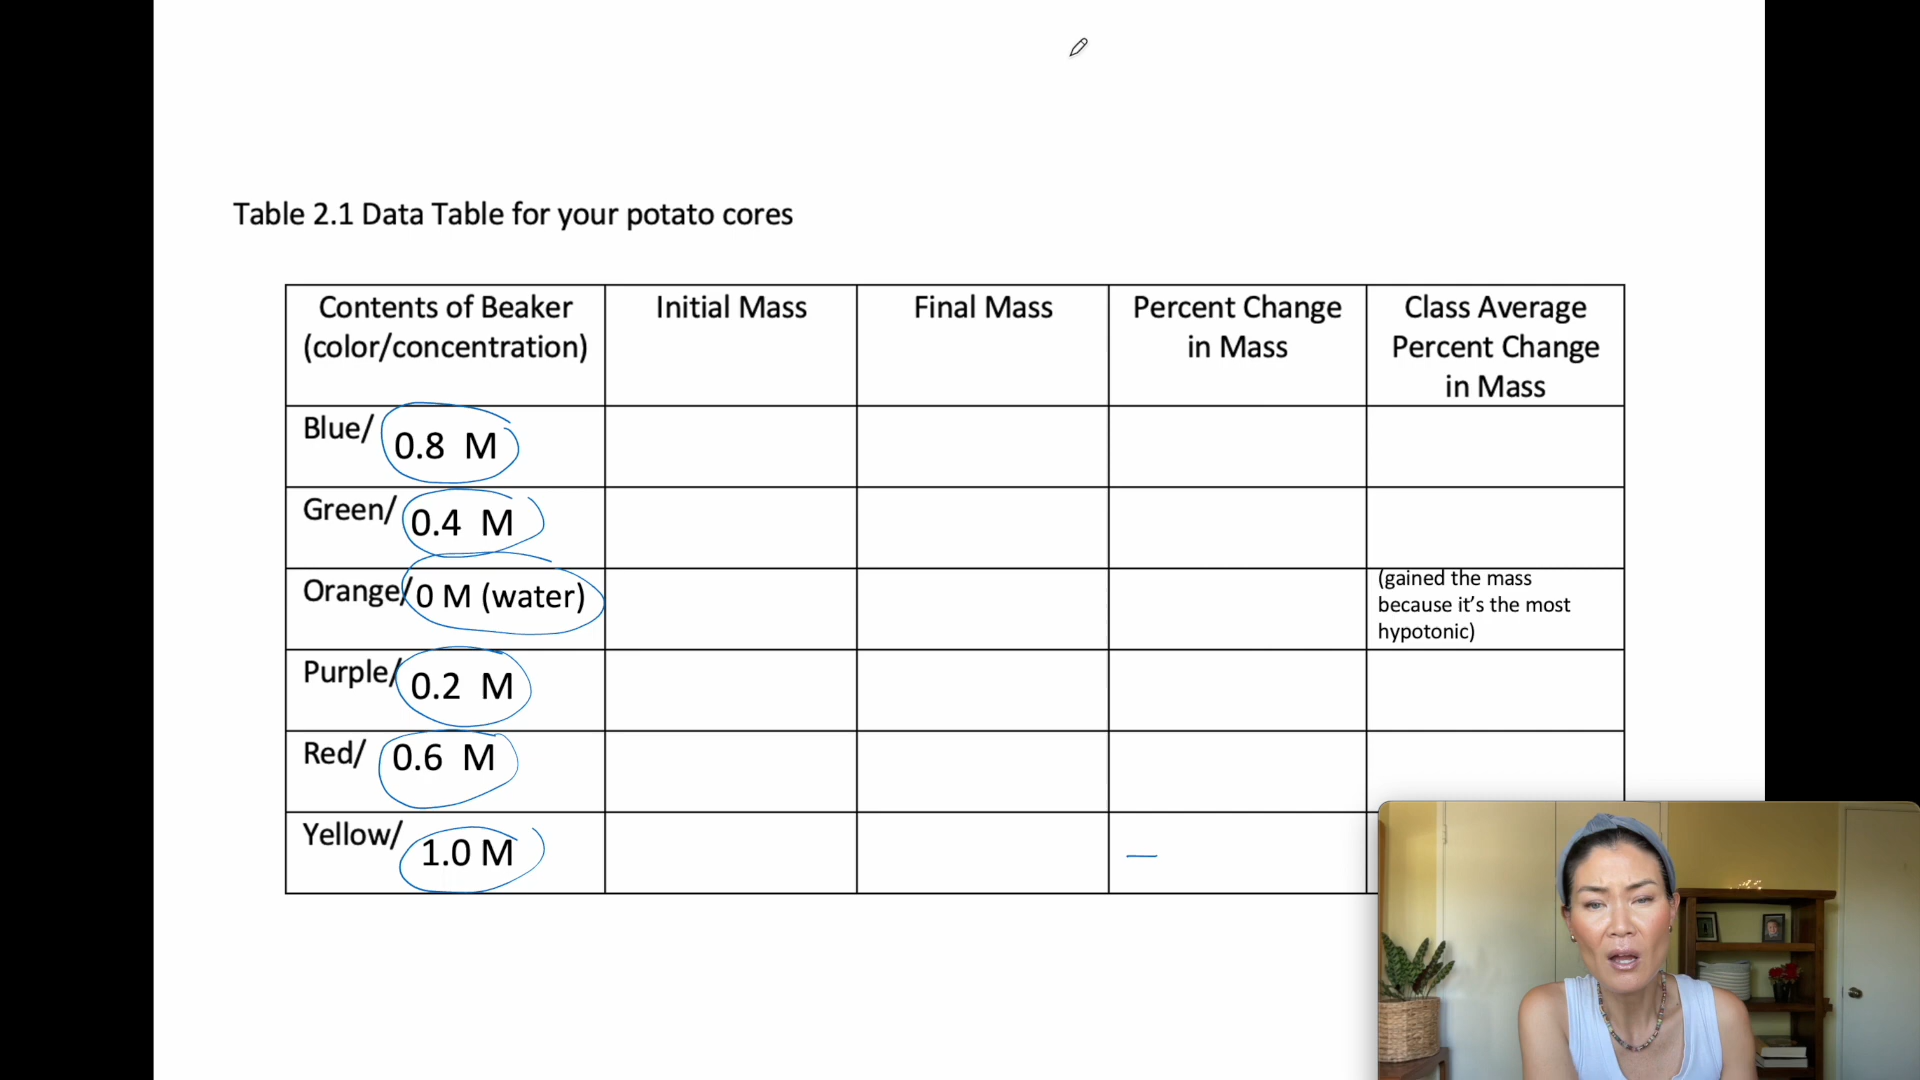 Table 2.1 Data Table for your potato cores
Contents of Beaker
(color/concentration)
Initial Mass
Final Mass
Percent Change
in Mass
Class Average
Percent Change
in Mass
Blue/ 0.8 M
Green/ 0.4 M
Orange/ 0 M (water)
(gained the mass
because it’s the most
hypotonic)
Purple/ 0.2 M
Red/ 0.6 M
Yellow/ 1.0 M
—